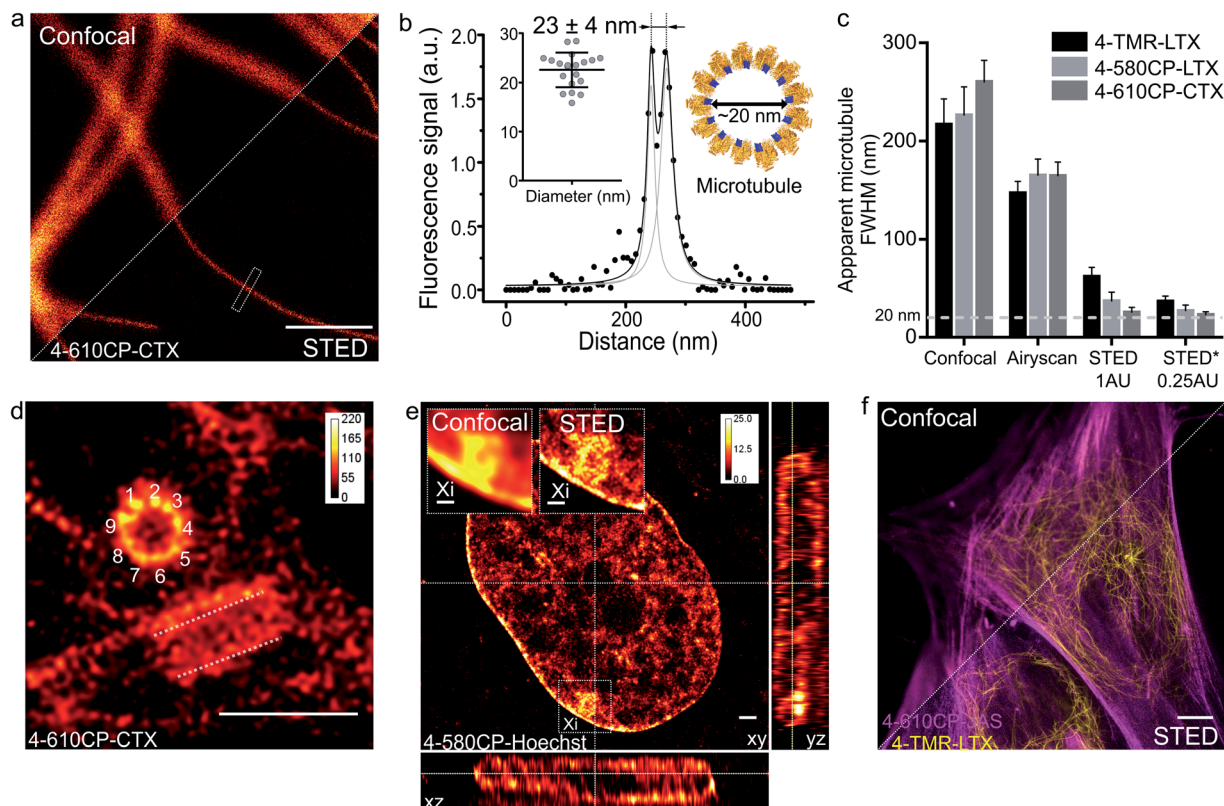 a
Confocal
4-610CP-CTX
STED
b
23 ± 4 nm
Fluorescence signal (a.u.)
2.0
1.5
1.0
0.5
0.0
30
20
10
0
Diameter (nm)
~20 nm
Microtubule
0
200
400
Distance (nm)
c
4-TMR-LTX
4-580CP-LTX
4-610CP-CTX
Appparent microtubule
FWHM (nm)
300
200
100
20 nm
0
Confocal
Airyscan
STED
1AU
STED*
0.25AU
d
220
165
110
55
0
1
2
3
4
5
6
7
8
9
4-610CP-CTX
e
Confocal
Xi
STED
Xi
25.0
12.5
0.0
Xi
4-580CP-Hoechst
xy
yz
xz
f
Confocal
4-610CP-JAS
4-TMR-LTX
STED